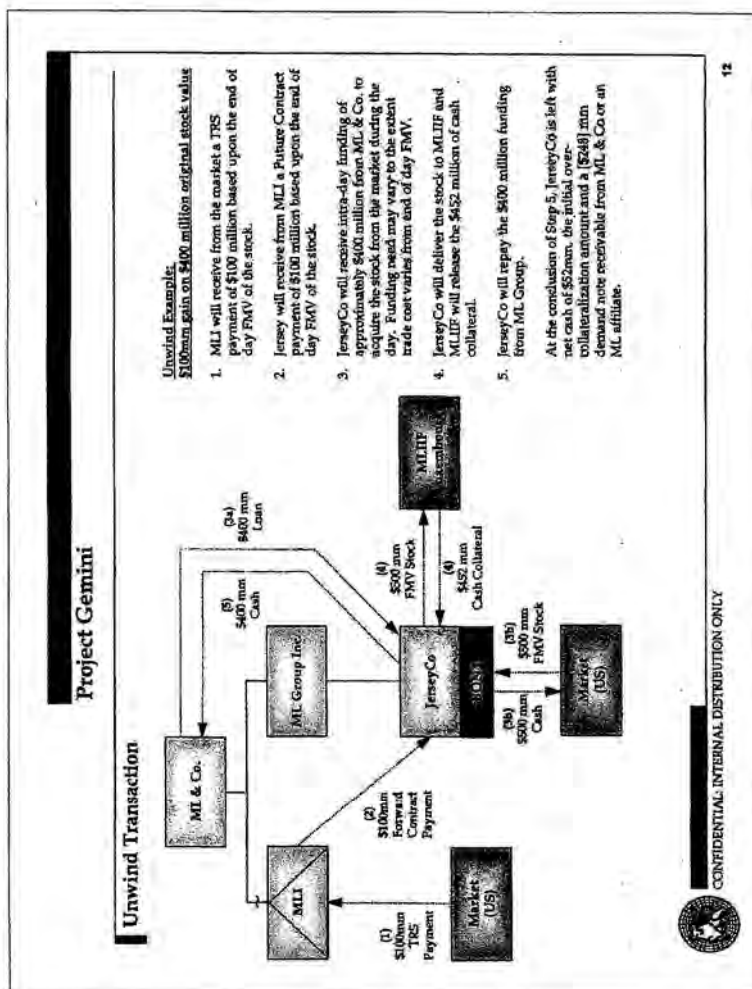 Project Gemini
Unwind Transaction
ML & Co.
(3a)
$400 mm
Loan
(5)
$400 mm
Cash
MLI
ML Group Inc.
(2)
$100mm
Forward
Contract
Payment
JerseyCo
(4)
$500 mm
FMV Stock
(4)
$452 mm
Cash Collateral
MLIIF
(1)
$100mm
TRS
Payment
(3b)
$500 mm
Cash
(3b)
$500 mm
FMV Stock
Market
(US)
Market
(US)
Unwind Example:
$100mm gain on $400 million original stock value
1. MLI will receive from the market a TRS
payment of $100 million based upon the end of
day FMV of the stock.
2. Jersey will receive from MLI a Future Contract
payment of $100 million based upon the end of
day FMV of the stock.
3. JerseyCo will receive intra-day funding of
approximately $400 million from ML & Co. to
acquire the stock from the market during the
day. Funding need may vary to the extent
trade cost varies from end of day FMV.
4. JerseyCo will deliver the stock to MLIIF and
MLIIF will release the $452 million of cash
collateral.
5. JerseyCo will repay the $400 million funding
from ML Group.
At the conclusion of Step 5, JerseyCo is left with
net cash of $52mm, the initial over-
collateralization amount and a [$248] mm
demand note receivable from ML & Co or an
ML affiliate.
CONFIDENTIAL: INTERNAL DISTRIBUTION ONLY
12